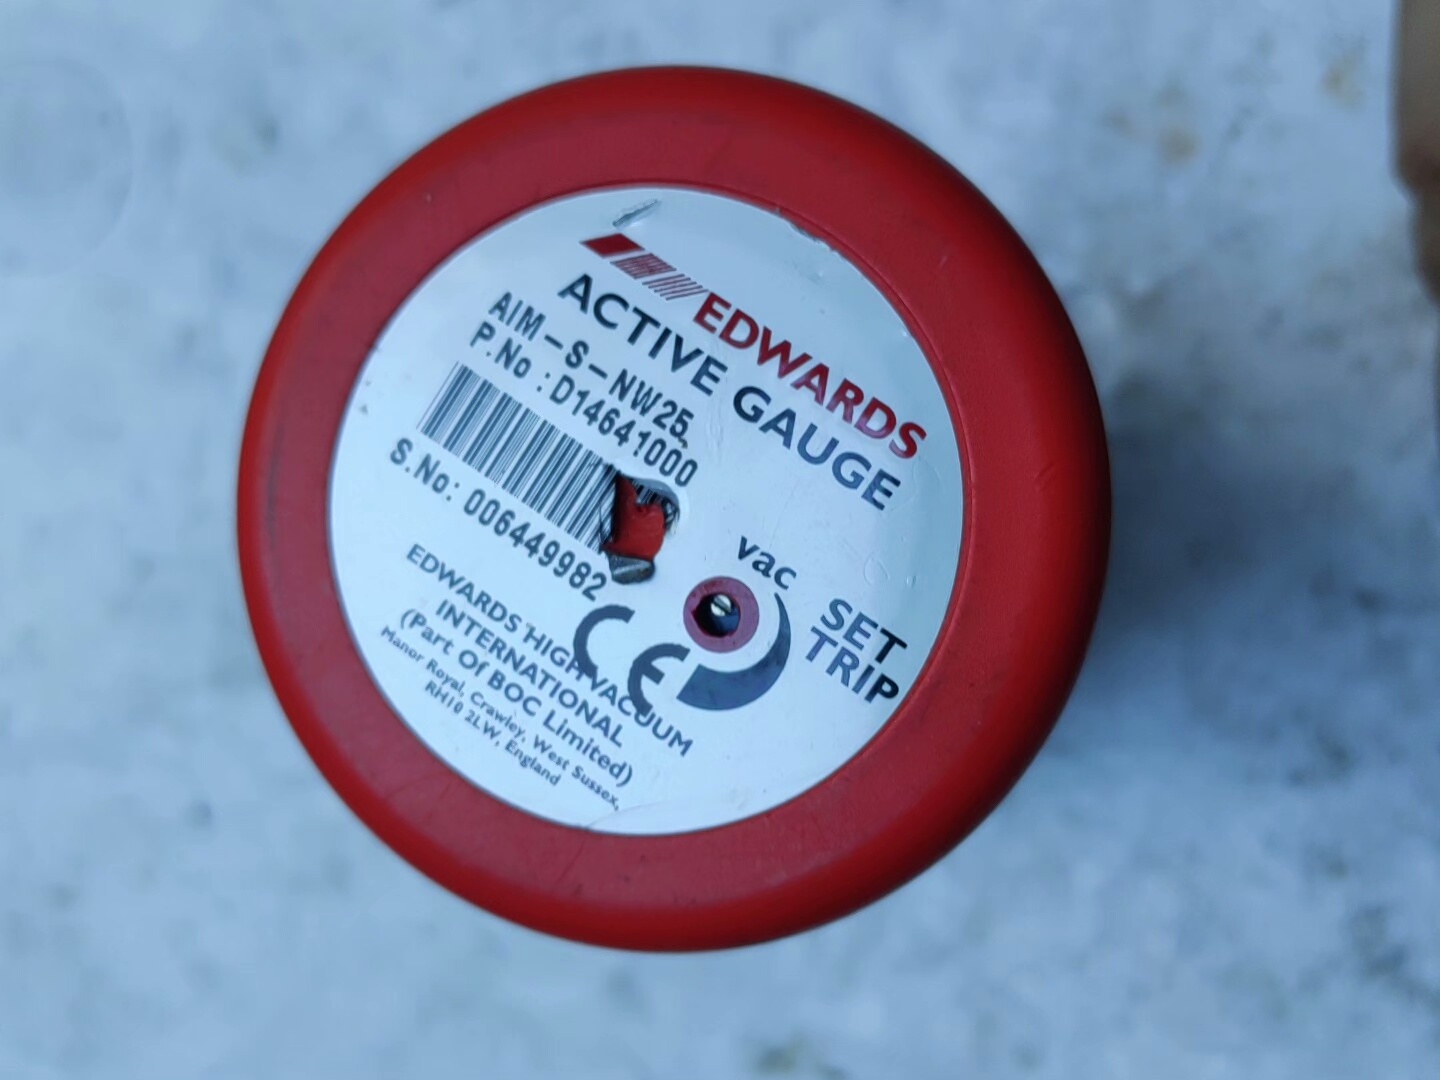 EDWARDS
ACTIVE GAUGE
AIM-S-NW25
P.No : D14641000
S.No: 006449982
vac
SET
TRIP
CE
EDWARDS HIGH VACUUM
INTERNATIONAL
(Part Of BOC Limited)
Manor Royal, Crawley, West Sussex,
RH10 2LW, England